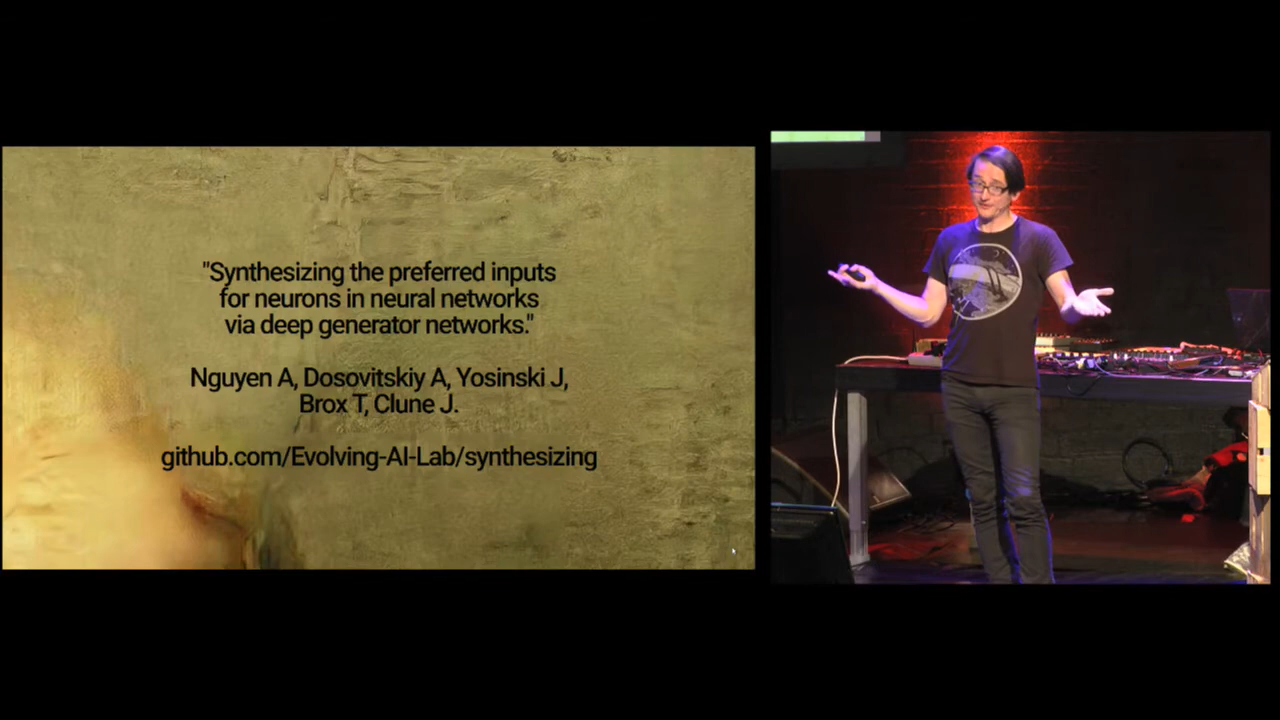 "Synthesizing the preferred inputs
for neurons in neural networks
via deep generator networks."
Nguyen A, Dosovitskiy A, Yosinski J,
Brox T, Clune J.
github.com/Evolving-AI-Lab/synthesizing